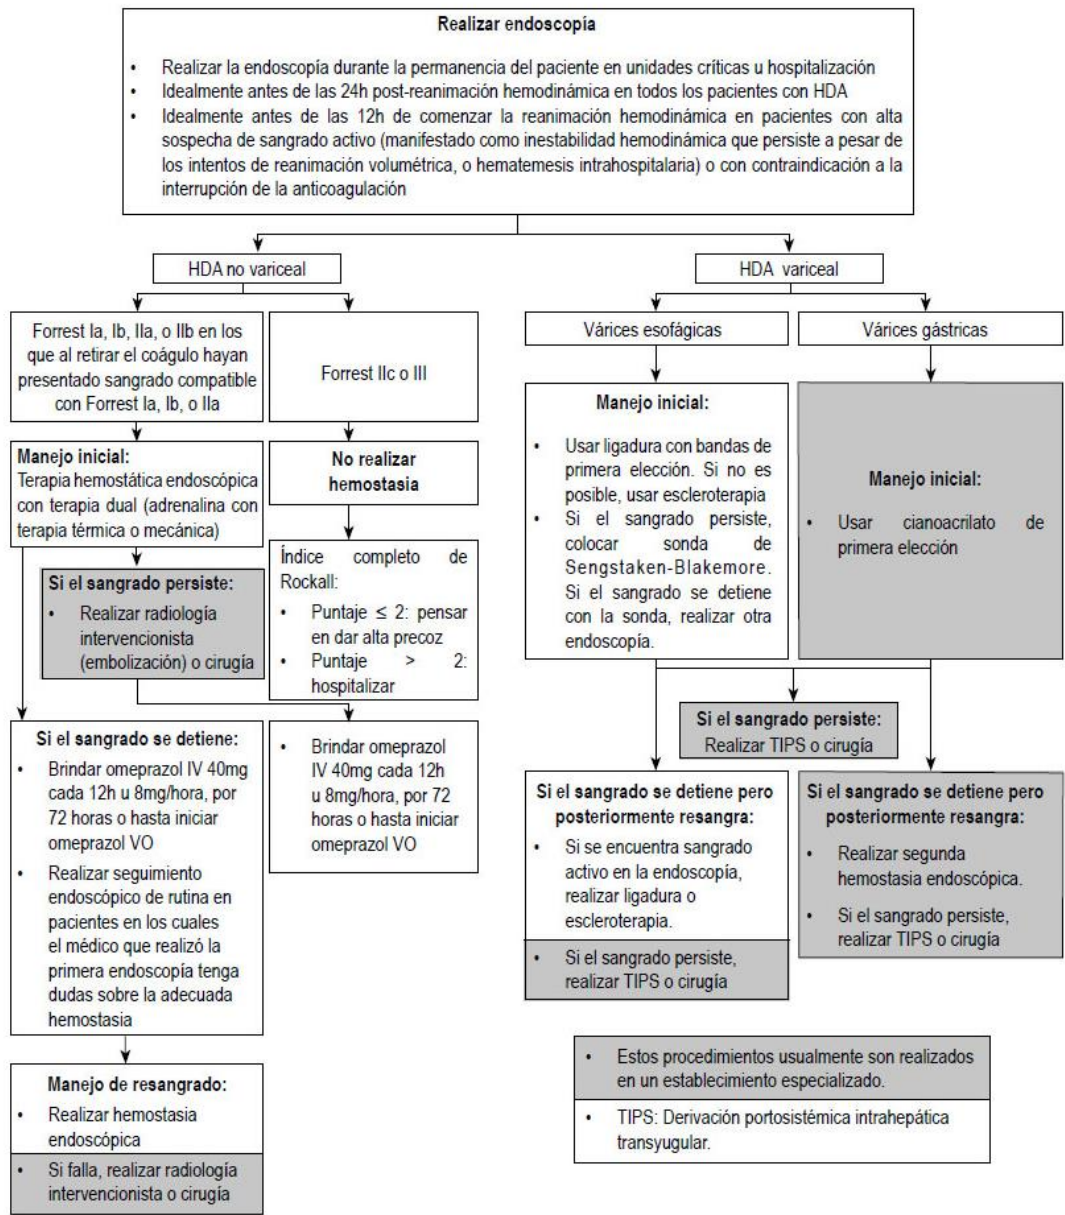 Realizar endoscopía
• Realizar la endoscopía durante la permanencia del paciente en unidades críticas u hospitalización
• Idealmente antes de las 24h post-reanimación hemodinámica en todos los pacientes con HDA
• Idealmente antes de las 12h de comenzar la reanimación hemodinámica en pacientes con alta
sospecha de sangrado activo (manifestado como inestabilidad hemodinámica que persiste a pesar de
los intentos de reanimación volumétrica, o hematemesis intrahospitalaria) o con contraindicación a la
interrupción de la anticoagulación
HDA no variceal
HDA variceal
Forrest Ia, Ib, IIa, o IIb en los
que al retirar el coágulo hayan
presentado sangrado compatible
con Forrest Ia, Ib, o IIa
Forrest IIc o III
Várices esofágicas
Várices gástricas
Manejo inicial:
Terapia hemostática endoscópica
con terapia dual (adrenalina con
terapia térmica o mecánica)
No realizar
hemostasia
Manejo inicial:
• Usar ligadura con bandas de
primera elección. Si no es
posible, usar escleroterapia
• Si el sangrado persiste,
colocar sonda de
Sengstaken-Blakemore.
Si el sangrado se detiene
con la sonda, realizar otra
endoscopía.
Manejo inicial:
• Usar cianoacrilato de
primera elección
Si el sangrado persiste:
• Realizar radiología
intervencionista
(embolización) o cirugía
Índice completo de
Rockall:
• Puntaje ≤ 2: pensar
en dar alta precoz
• Puntaje > 2:
hospitalizar
Si el sangrado persiste:
Realizar TIPS o cirugía
Si el sangrado se detiene:
• Brindar omeprazol IV 40mg
cada 12h u 8mg/hora, por
72 horas o hasta iniciar
omeprazol VO
• Realizar seguimiento
endoscópico de rutina en
pacientes en los cuales
el médico que realizó la
primera endoscopía tenga
dudas sobre la adecuada
hemostasia
• Brindar omeprazol
IV 40mg cada 12h
u 8mg/hora, por 72
horas o hasta iniciar
omeprazol VO
Si el sangrado se detiene pero
posteriormente resangra:
• Si se encuentra sangrado
activo en la endoscopía,
realizar ligadura o
escleroterapia.
• Si el sangrado persiste,
realizar TIPS o cirugía
Si el sangrado se detiene pero
posteriormente resangra:
• Realizar segunda
hemostasia endoscópica.
• Si el sangrado persiste,
realizar TIPS o cirugía
Manejo de resangrado:
• Realizar hemostasia
endoscópica
• Si falla, realizar radiología
intervencionista o cirugía
• Estos procedimientos usualmente son realizados
en un establecimiento especializado.
• TIPS: Derivación portosistémica intrahepática
transyugular.